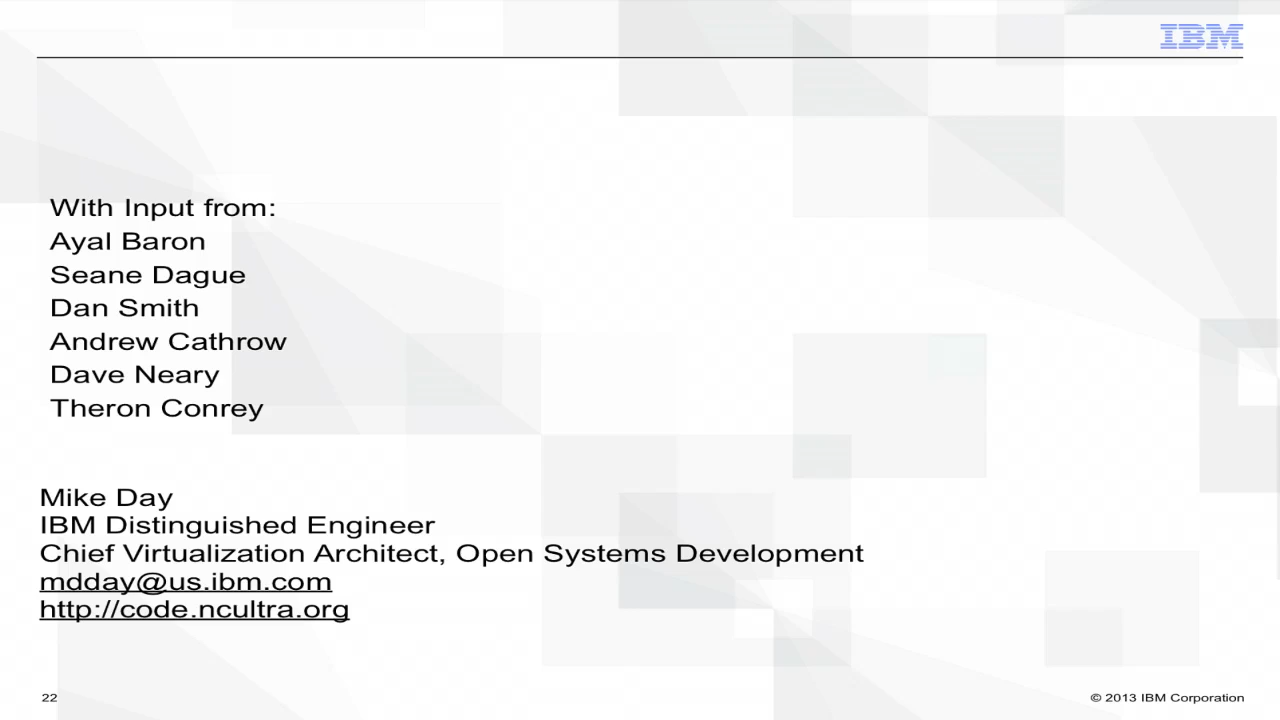 IBM
With Input from:
Ayal Baron
Seane Dague
Dan Smith
Andrew Cathrow
Dave Neary
Theron Conrey
Mike Day
IBM Distinguished Engineer
Chief Virtualization Architect, Open Systems Development
mdday@us.ibm.com
http://code.ncultra.org
22
© 2013 IBM Corporation